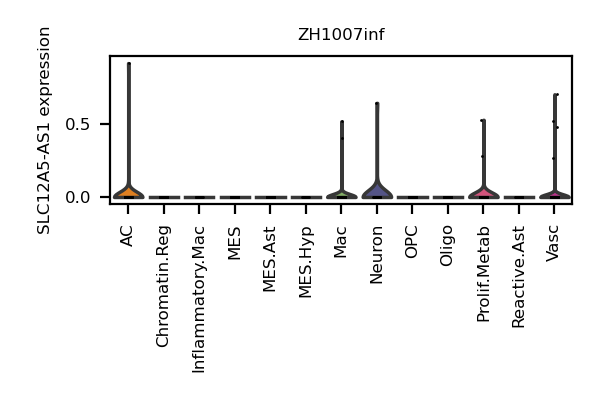 ZH1007inf
SLC12A5-AS1 expression
0.5
0.0
AC
Chromatin.Reg
Inflammatory.Mac
MES
MES.Ast
MES.Hyp
Mac
Neuron
OPC
Oligo
Prolif.Metab
Reactive.Ast
Vasc